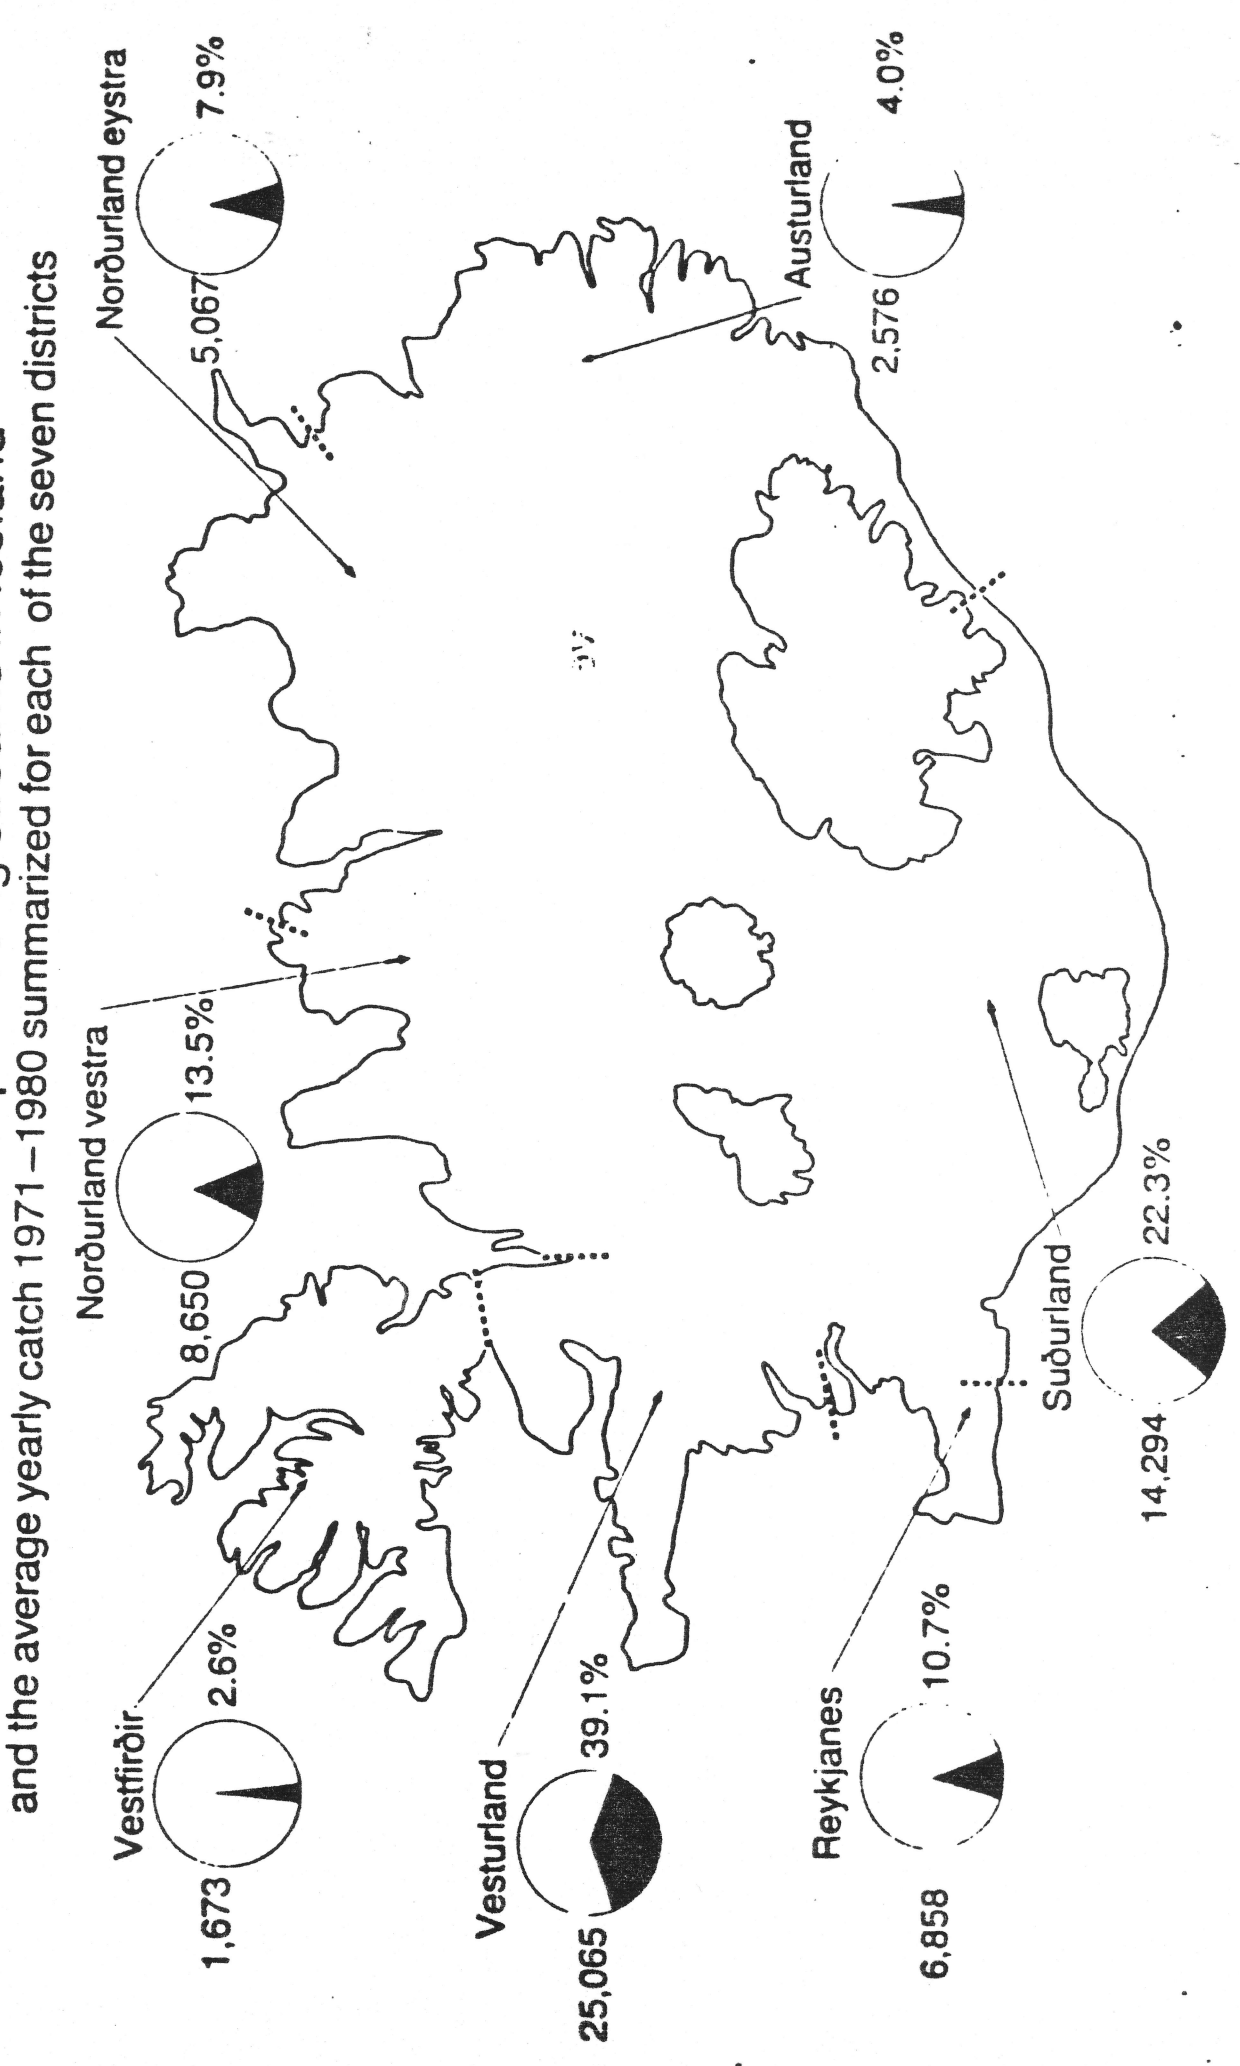 and the average yearly catch 1971–1980 summarized for each of the seven districts
Norðurland vestra
8,650
13.5%
Norðurland eystra
5,067
7.9%
Vestfirðir
1,673
2.6%
Vesturland
25,065
39.1%
Reykjanes
6,858
10.7%
Suðurland
14,294
22.3%
Austurland
2,576
4.0%